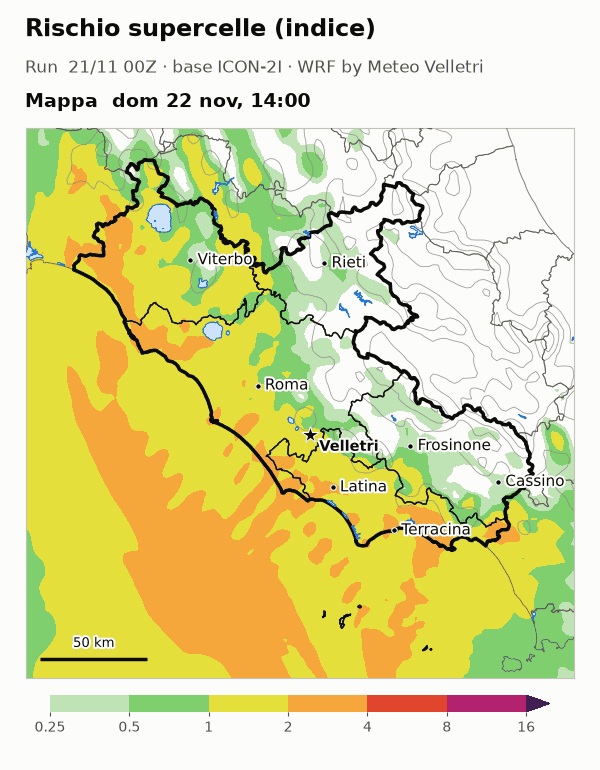 Rischio supercelle (indice)
Run  21/11 00Z · base ICON-2I · WRF by Meteo Velletri
Mappa  dom 22 nov, 14:00
Viterbo
Rieti
Roma
Velletri
Frosinone
Cassino
Latina
Terracina
50 km
0.25 0.5 1 2 4 8 16